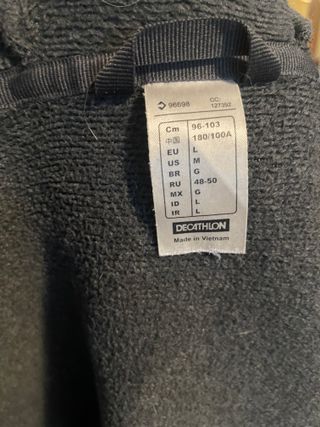 96698 CC: 127392
Cm 96-103
中国 180/100A
EU L
US M
BR G
RU 48-50
MX G
ID L
IR L
DECATHLON
Made in Vietnam